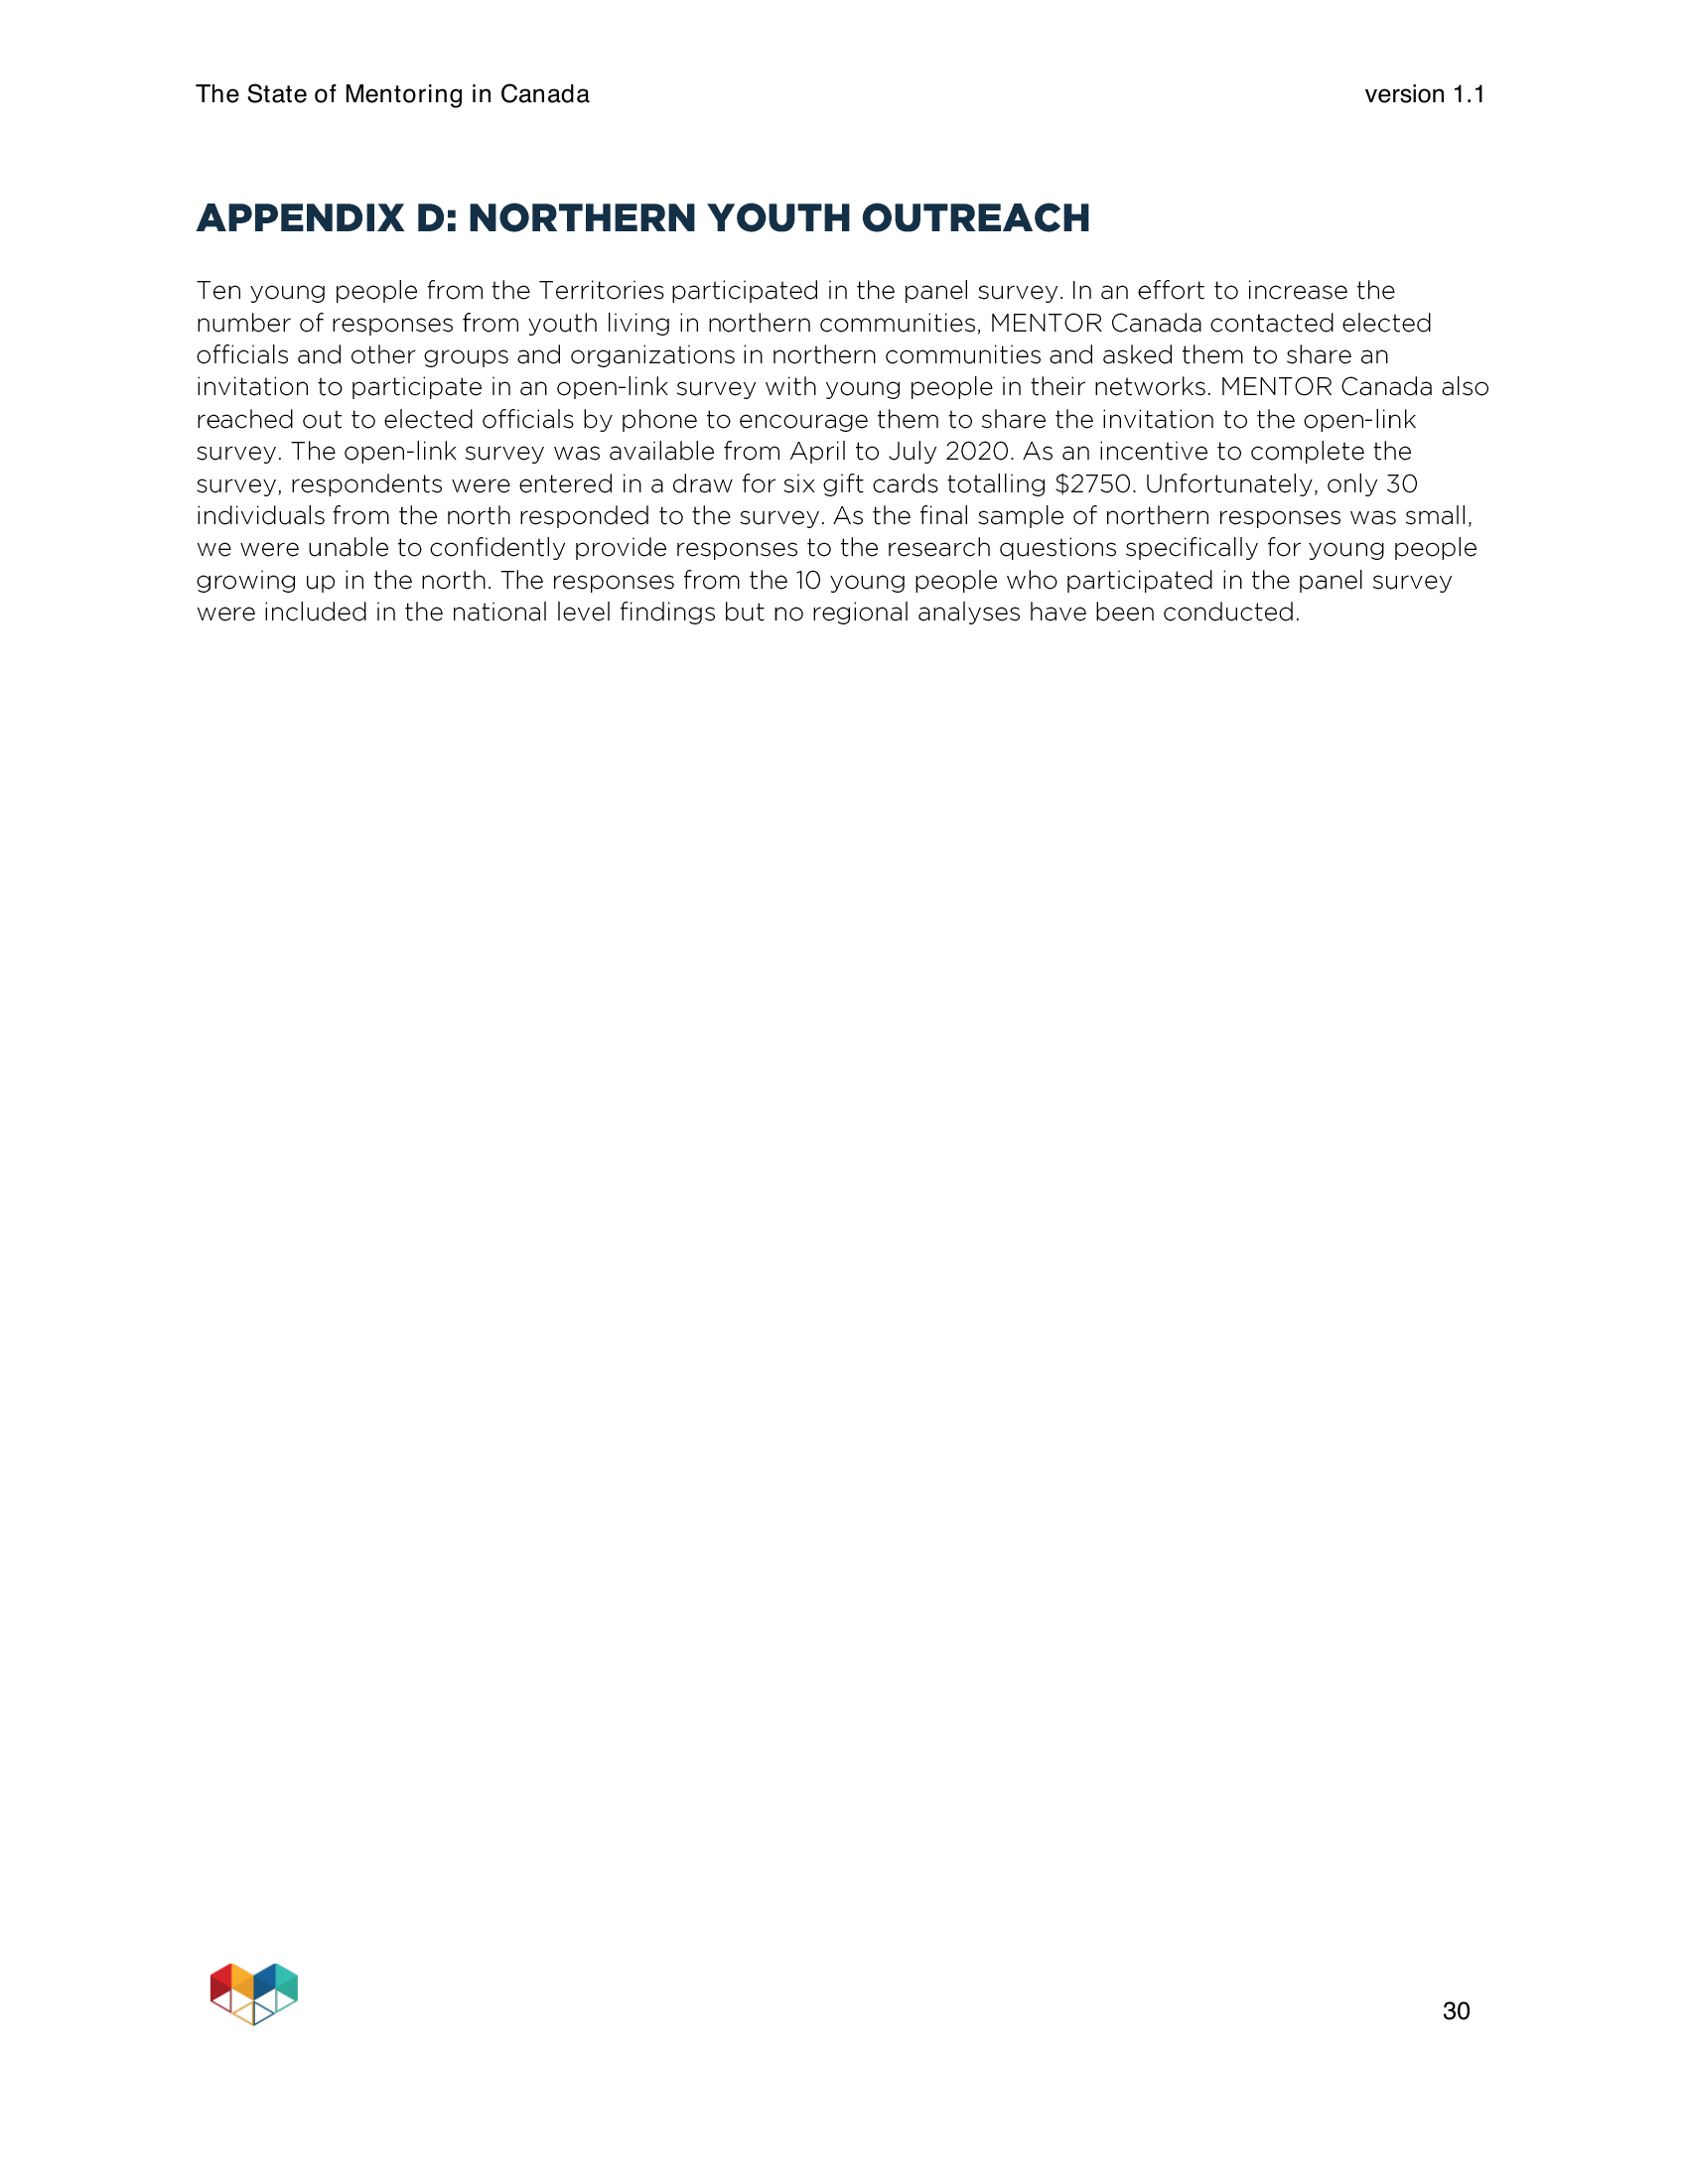 The State of Mentoring in Canada
version 1.1
APPENDIX D: NORTHERN YOUTH OUTREACH
Ten young people from the Territories participated in the panel survey. In an effort to increase the
number of responses from youth living in northern communities, MENTOR Canada contacted elected
officials and other groups and organizations in northern communities and asked them to share an
invitation to participate in an open-link survey with young people in their networks. MENTOR Canada also
reached out to elected officials by phone to encourage them to share the invitation to the open-link
survey. The open-link survey was available from April to July 2020. As an incentive to complete the
survey, respondents were entered in a draw for six gift cards totalling $2750. Unfortunately, only 30
individuals from the north responded to the survey. As the final sample of northern responses was small,
we were unable to confidently provide responses to the research questions specifically for young people
growing up in the north. The responses from the 10 young people who participated in the panel survey
were included in the national level findings but no regional analyses have been conducted.
30